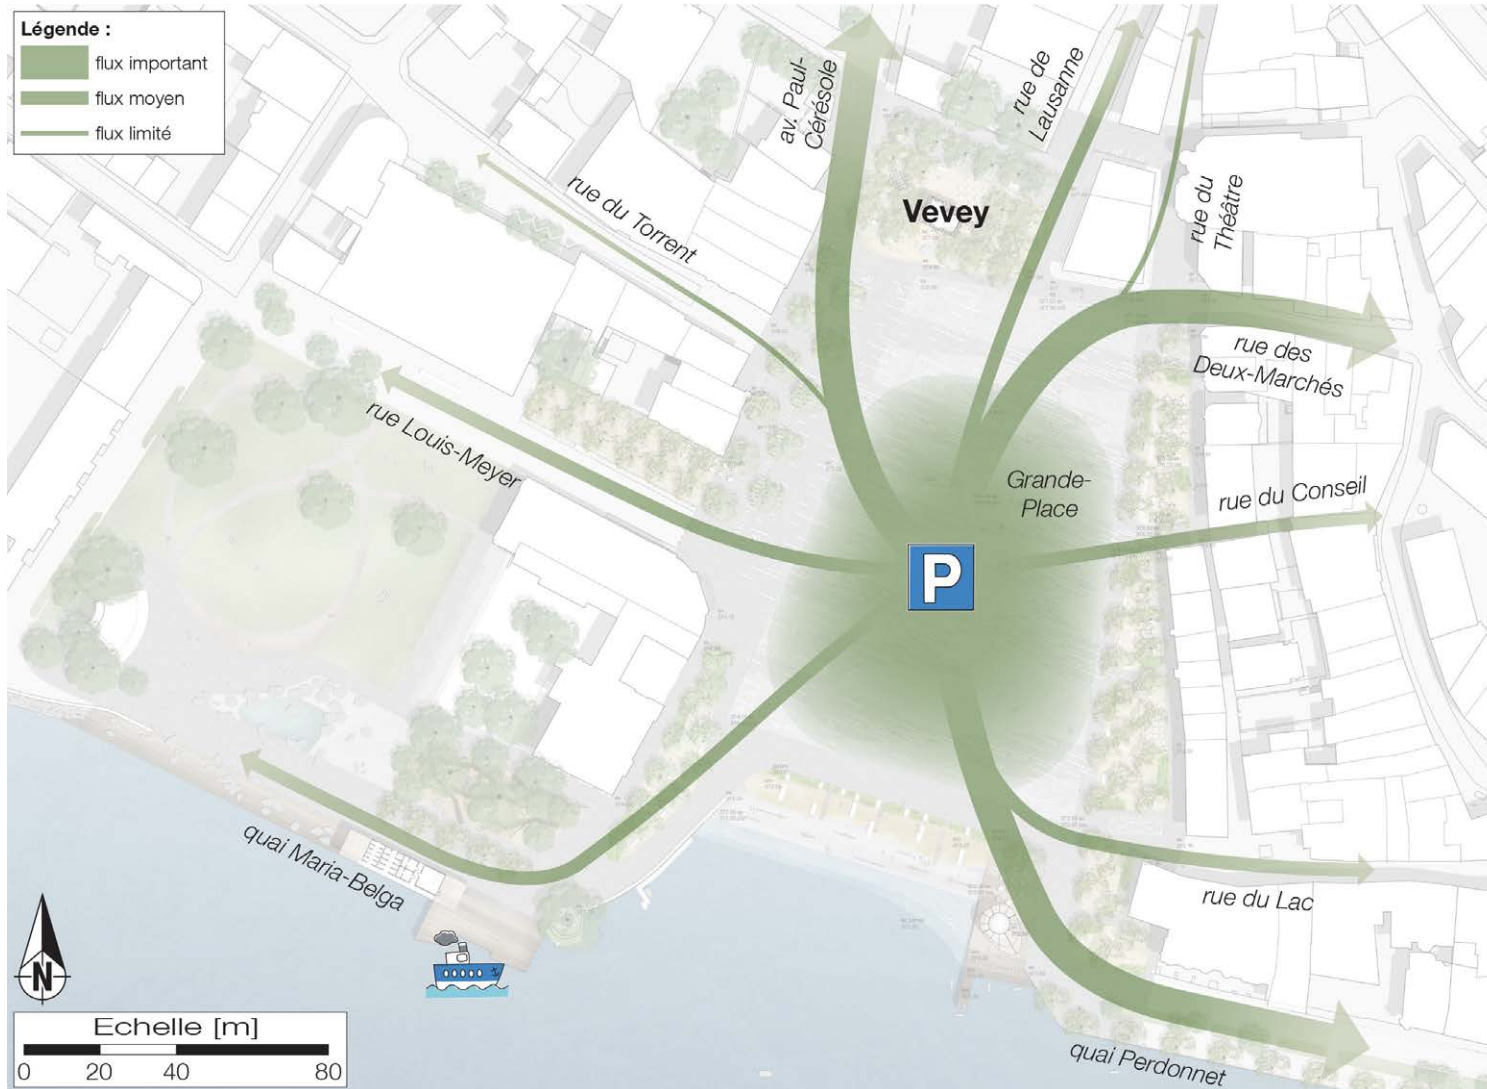 Légende :
flux important
flux moyen
flux limité
av. Paul-
Cérésole
rue de
Lausanne
rue du
Théâtre
rue du Torrent
Vevey
rue des
Deux-Marchés
rue Louis-Meyer
Grande-
Place
rue du Conseil
P
quai Maria-Belga
rue du Lac
quai Perdonnet
N
Echelle [m]
0 20 40 80